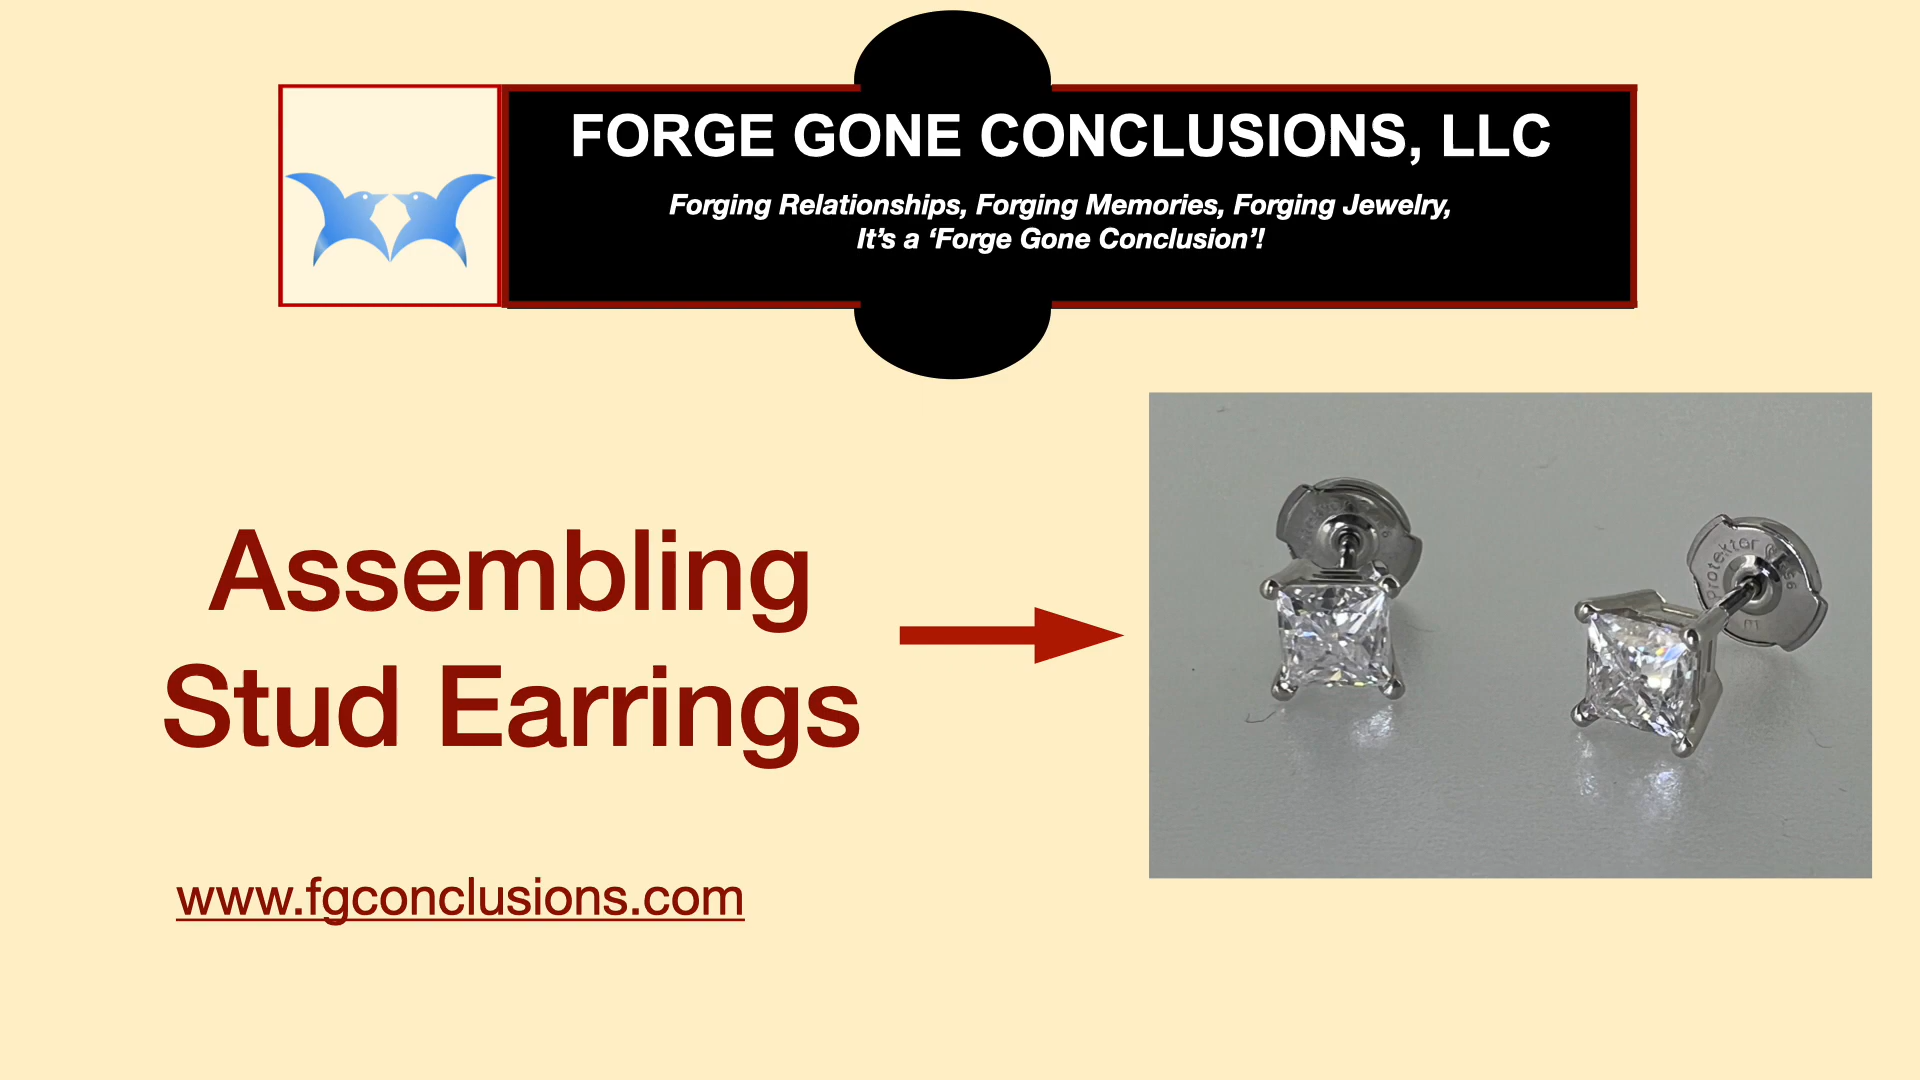 FORGE GONE CONCLUSIONS, LLC
Forging Relationships, Forging Memories, Forging Jewelry,
It’s a ‘Forge Gone Conclusion’!
Assembling
Stud Earrings
www.fgconclusions.com
Protektor